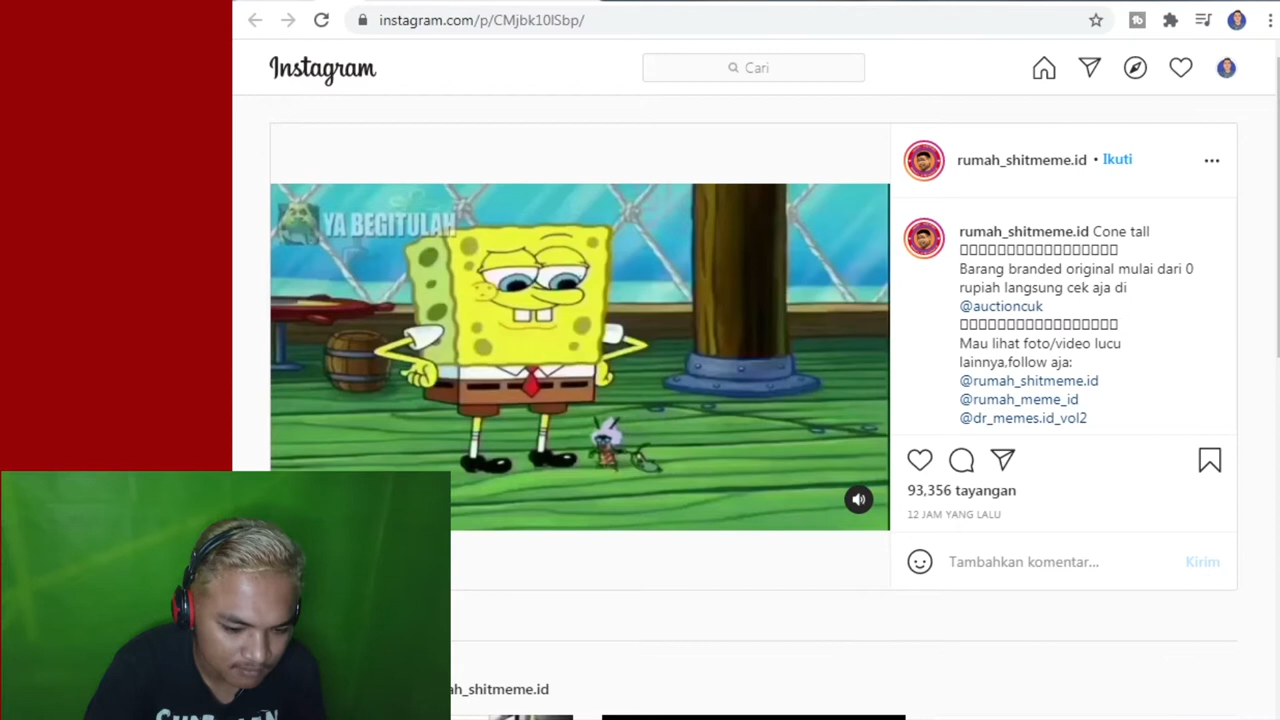 instagram.com/p/CMjbk10lSbp/
Instagram
Cari
YA BEGITULAH
rumah_shitmeme.id • Ikuti
rumah_shitmeme.id Cone tall
Barang branded original mulai dari 0
rupiah langsung cek aja di
@auctioncuk
Mau lihat foto/video lucu
lainnya,follow aja:
@rumah_shitmeme.id
@rumah_meme_id
@dr_memes.id_vol2
93,356 tayangan
12 JAM YANG LALU
Tambahkan komentar...
Kirim
ah_shitmeme.id